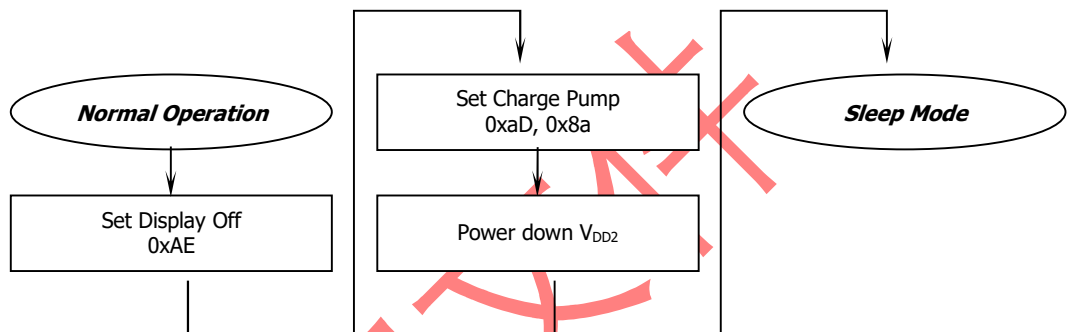 Normal Operation
Set Display Off
0xAE
Set Charge Pump
0xaD, 0x8a
Power down VDD2
Sleep Mode